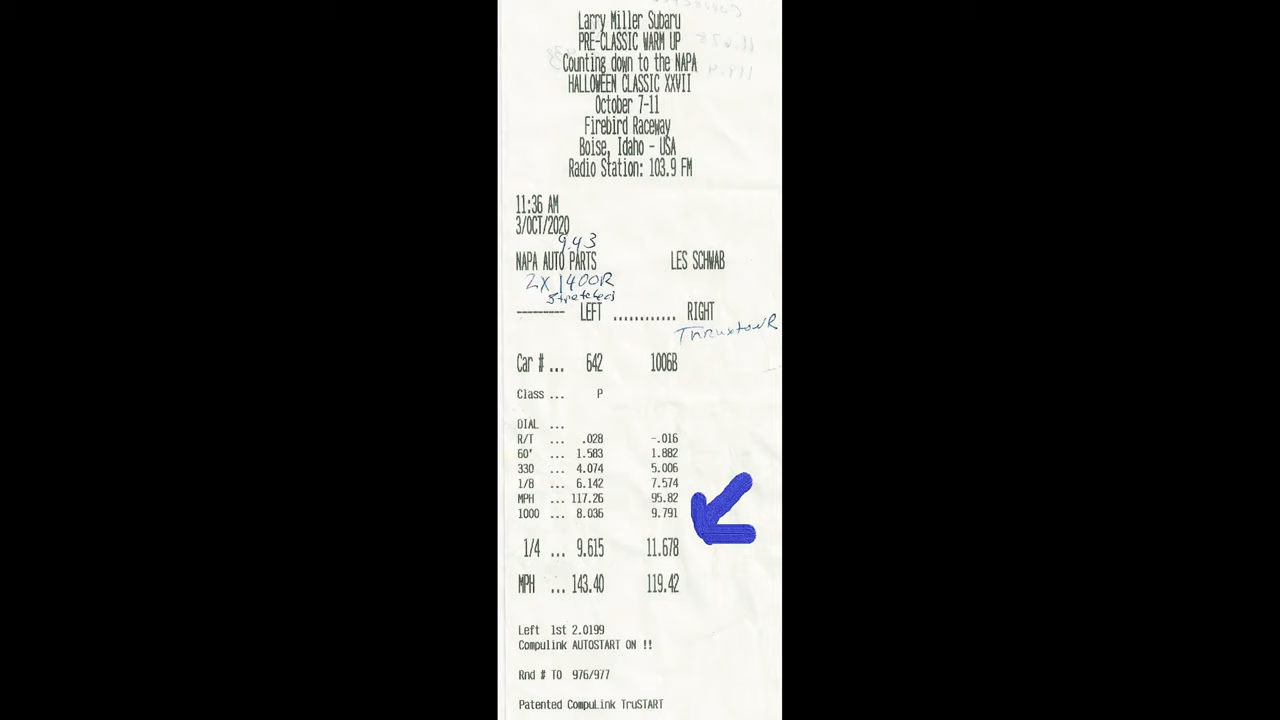 Larry Miller Subaru
PRE-CLASSIC WARM UP
Counting down to the NAPA
HALLOWEEN CLASSIC XXVII
October 7-11
Firebird Raceway
Boise, Idaho - USA
Radio Station: 103.9 FM
11:36 AM
3/OCT/2020
9.43
NAPA AUTO PARTS LES SCHWAB
ZX1400R
Stretched
-------- LEFT ............ RIGHT
Thruxton R
Car # ... 642 1006B
Class ... P
DIAL ...
R/T ... .028 -.016
60' ... 1.583 1.882
330 ... 4.074 5.006
1/8 ... 6.142 7.574
MPH ... 117.26 95.82
1000 ... 8.036 9.791
1/4 ... 9.615 11.678
MPH ... 143.40 119.42
Left 1st 2.0199
Compulink AUTOSTART ON !!
Rnd # TO 976/977
Patented CompuLink TruSTART